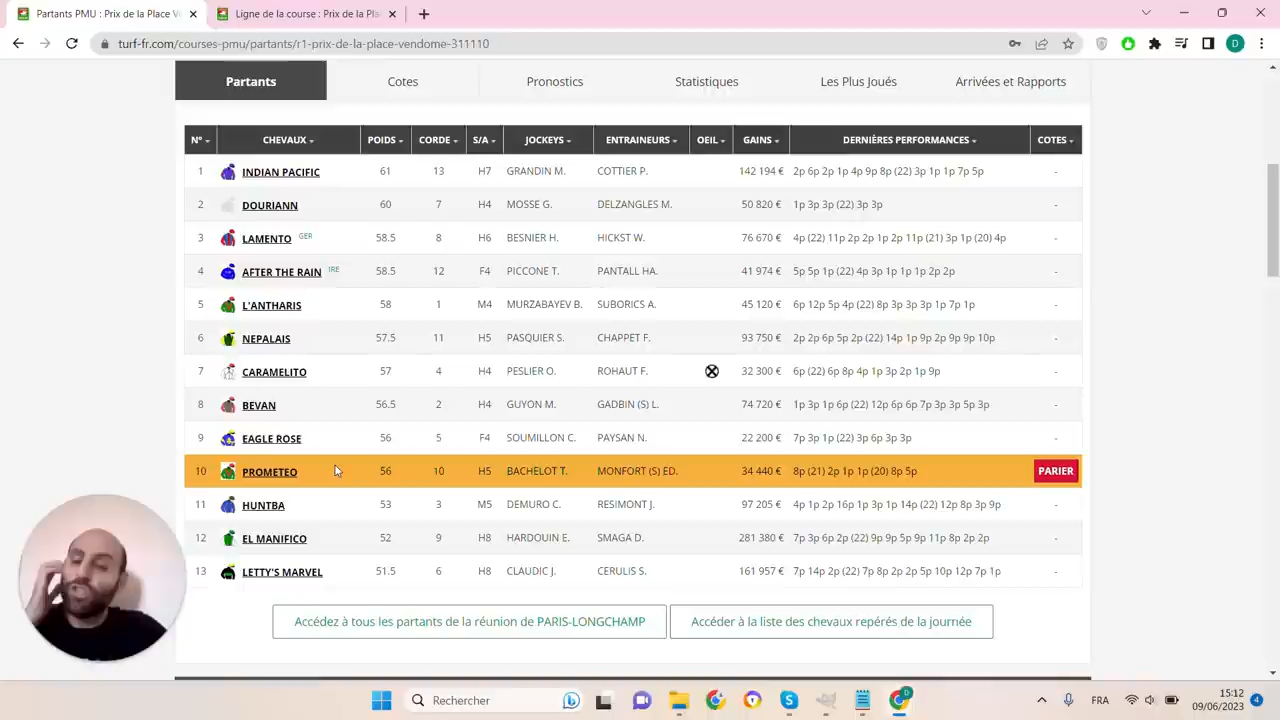 Partants PMU : Prix de la Place V
Ligne de la course : Prix de la Pla
turf-fr.com/courses-pmu/partants/r1-prix-de-la-place-vendome-311110
D
Partants Cotes Pronostics Statistiques Les Plus Joués Arrivées et Rapports
N° CHEVAUX POIDS CORDE S/A JOCKEYS ENTRAINEURS OEIL GAINS DERNIÈRES PERFORMANCES COTES
1 INDIAN PACIFIC 61 13 H7 GRANDIN M. COTTIER P. 142 194 € 2p 6p 2p 1p 4p 9p 8p (22) 3p 1p 1p 7p 5p -
2 DOURIANN 60 7 H4 MOSSE G. DELZANGLES M. 50 820 € 1p 3p 3p (22) 3p 3p -
3 LAMENTO GER 58.5 8 H6 BESNIER H. HICKST W. 76 670 € 4p (22) 11p 2p 2p 1p 2p 11p (21) 3p 1p (20) 4p -
4 AFTER THE RAIN IRE 58.5 12 F4 PICCONE T. PANTALL HA. 41 974 € 5p 5p 1p (22) 4p 3p 1p 1p 1p 2p 2p -
5 L'ANTHARIS 58 1 M4 MURZABAYEV B. SUBORICS A. 45 120 € 6p 12p 5p 4p (22) 8p 3p 3p 3p 1p 7p 1p -
6 NEPALAIS 57.5 11 H5 PASQUIER S. CHAPPET F. 93 750 € 2p 2p 6p 5p 2p (22) 14p 1p 9p 2p 9p 9p 10p -
7 CARAMELITO 57 4 H4 PESLIER O. ROHAUT F. 32 300 € 6p (22) 6p 8p 4p 1p 3p 2p 1p 9p -
8 BEVAN 56.5 2 H4 GUYON M. GADBIN (S) L. 74 720 € 1p 3p 1p 6p (22) 12p 6p 6p 7p 3p 3p 5p 3p -
9 EAGLE ROSE 56 5 F4 SOUMILLON C. PAYSAN N. 22 200 € 7p 3p 1p (22) 3p 6p 3p 3p -
10 PROMETEO 56 10 H5 BACHELOT T. MONFORT (S) ED. 34 440 € 8p (21) 2p 1p 1p (20) 8p 5p PARIER
11 HUNTBA 53 3 M5 DEMURO C. RESIMONT J. 97 205 € 4p 1p 2p 16p 1p 3p 1p 14p (22) 12p 8p 3p 9p -
12 EL MANIFICO 52 9 H8 HARDOUIN E. SMAGA D. 281 380 € 7p 3p 6p 2p (22) 9p 9p 5p 9p 11p 8p 2p 2p -
13 LETTY'S MARVEL 51.5 6 H8 CLAUDIC J. CERULIS S. 161 957 € 7p 14p 2p (22) 7p 8p 2p 2p 5p 10p 12p 7p 1p -
Accédez à tous les partants de la réunion de PARIS-LONGCHAMP
Accéder à la liste des chevaux repérés de la journée
Rechercher
FRA
15:12
09/06/2023
4